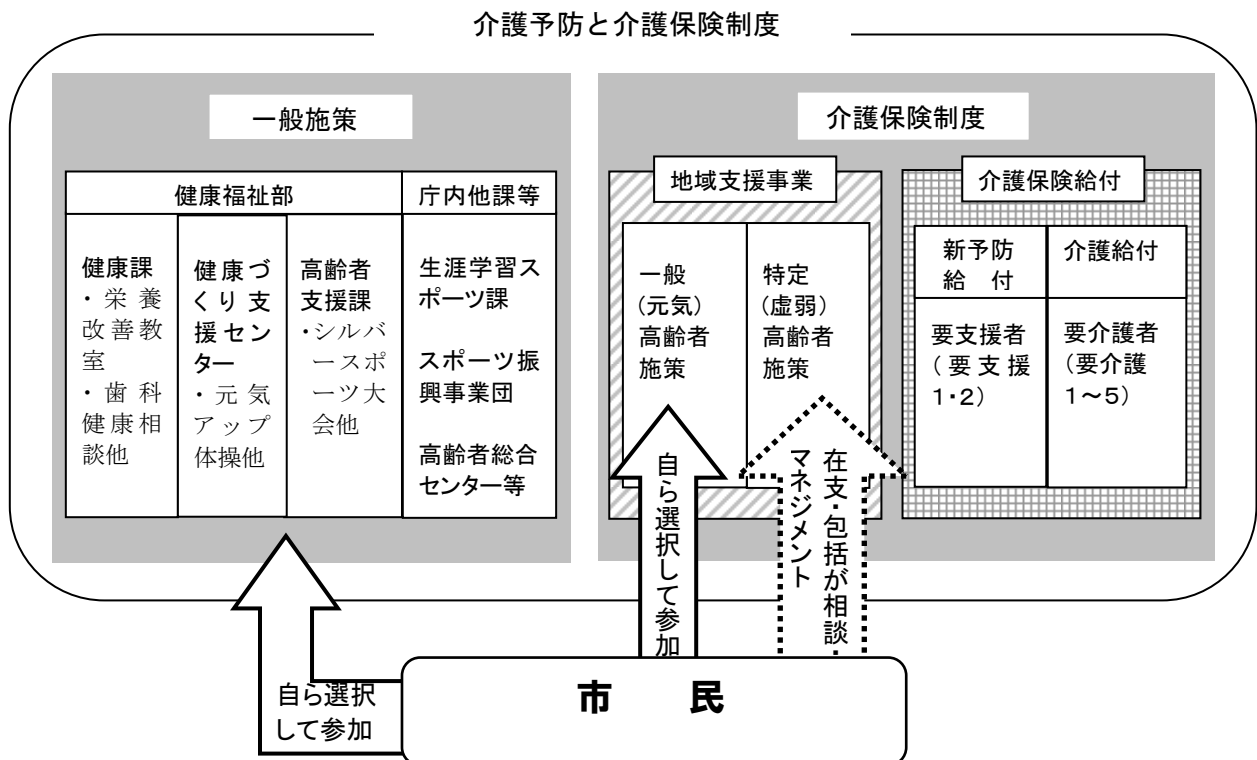 介護予防と介護保険制度
一般施策
健康福祉部
庁内他課等
健康課
・栄養
改善教
室
・歯科
健康相
談他
健康づ
くり支
援セン
ター
・元気
アップ
体操他
高齢者
支援課
・シルバ
ースポ
ーツ大
会他
生涯学習ス
ポーツ課
スポーツ振
興事業団
高齢者総合
センター等
介護保険制度
地域支援事業
一般
(元気)
高齢者
施策
特定
(虚弱)
高齢者
施策
介護保険給付
新予防
給 付
介護給付
要支援者
(要支援
1・2)
要介護者
(要介護
1~5)
自ら選択
して参加
自ら選択して参加
在支・包括が相談・
マネジメント
市 民